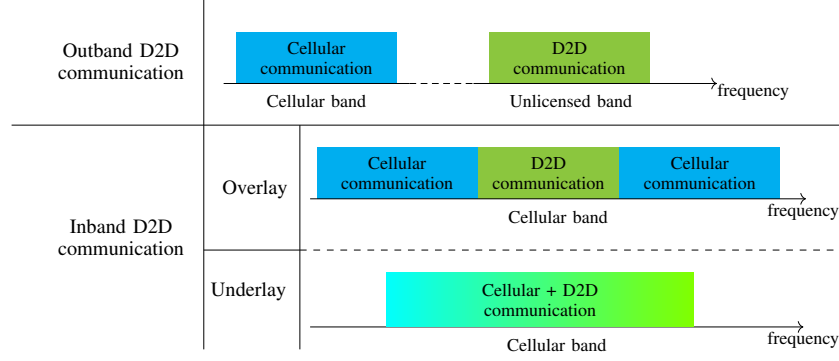 Outband D2D
communication
Cellular
communication
D2D
communication
frequency
Cellular band
Unlicensed band
Inband D2D
communication
Overlay
Cellular
communication
D2D
communication
Cellular
communication
frequency
Cellular band
Underlay
Cellular + D2D
communication
frequency
Cellular band